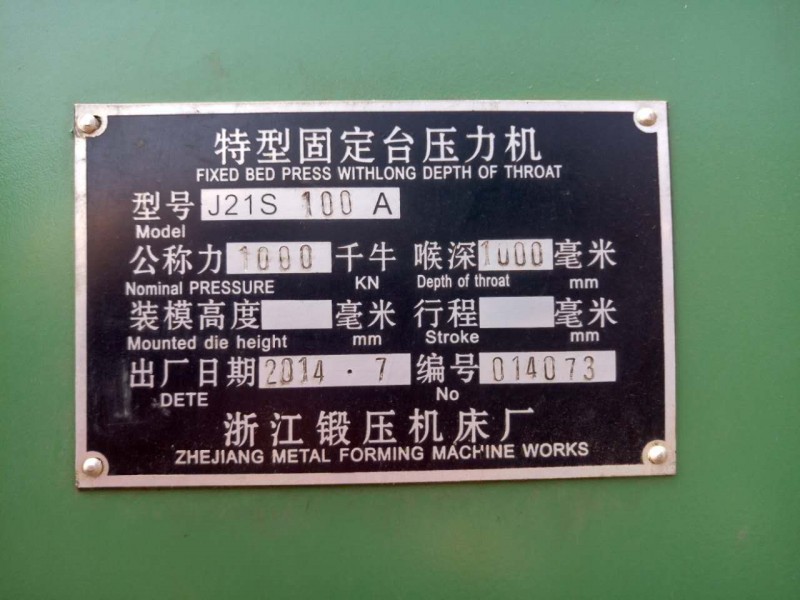 特型固定台压力机
FIXED BED PRESS WITHLONG DEPTH OF THROAT
型号 J21S 100 A
Model
公称力 1000 千牛 喉深 1000 毫米
Nominal PRESSURE KN Depth of throat mm
装模高度 毫米 行程 毫米
Mounted die height mm Stroke mm
出厂日期 2014 · 7 编号 014073
DETE No
浙江锻压机床厂
ZHEJIANG METAL FORMING MACHINE WORKS